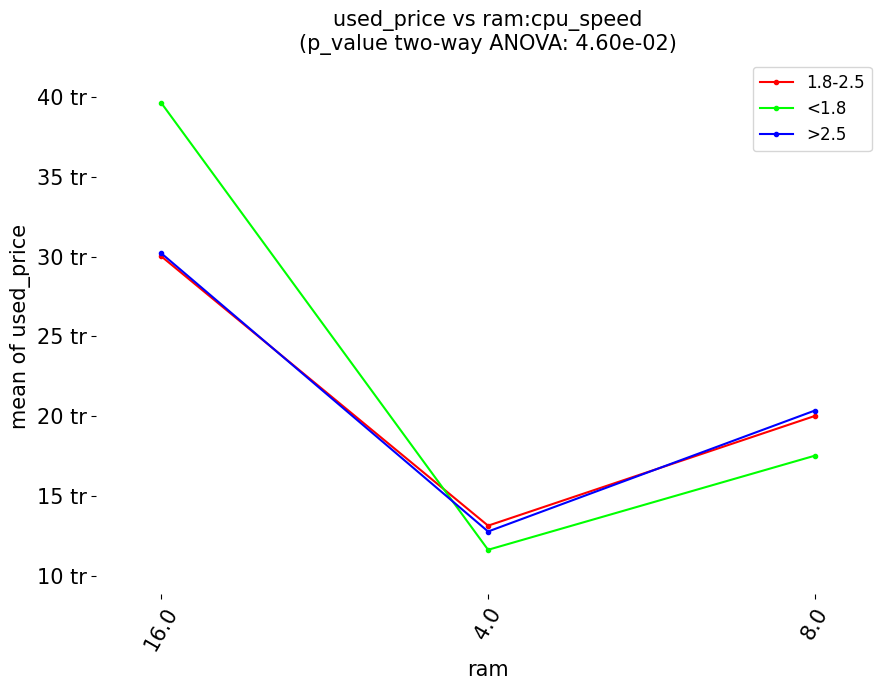 used_price vs ram:cpu_speed
(p_value two-way ANOVA: 4.60e-02)
1.8-2.5
<1.8
>2.5
40 tr
35 tr
30 tr
25 tr
20 tr
15 tr
10 tr
mean of used_price
16.0
4.0
8.0
ram